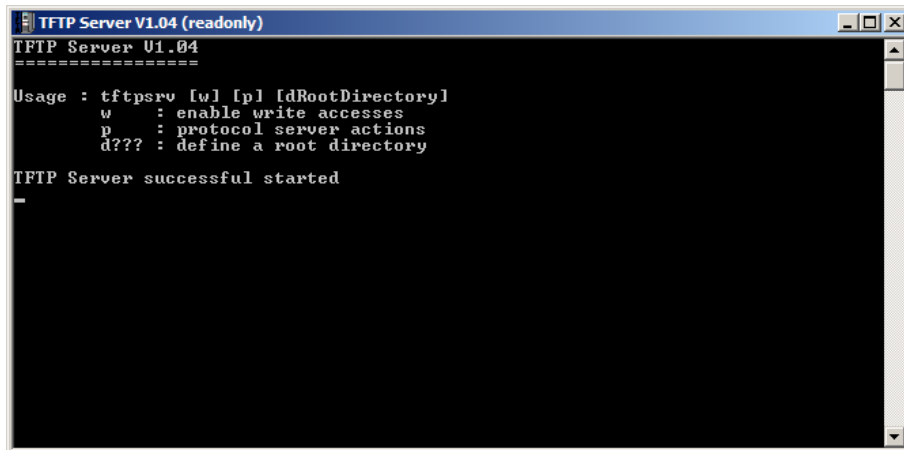 TFTP Server V1.04 (readonly)
TFTP Server V1.04
=================
Usage : tftpsrv [w] [p] [dRootDirectory]
w : enable write accesses
p : protocol server actions
d??? : define a root directory
TFTP Server successful started